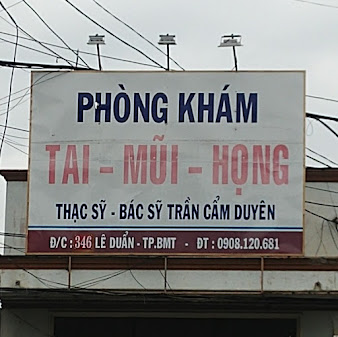 PHÒNG KHÁM
TAI - MŨI - HỌNG
THẠC SỸ - BÁC SỸ TRẦN CẨM DUYÊN
Đ/C : 346 LÊ DUẨN - TP.BMT - ĐT : 0908.120.681